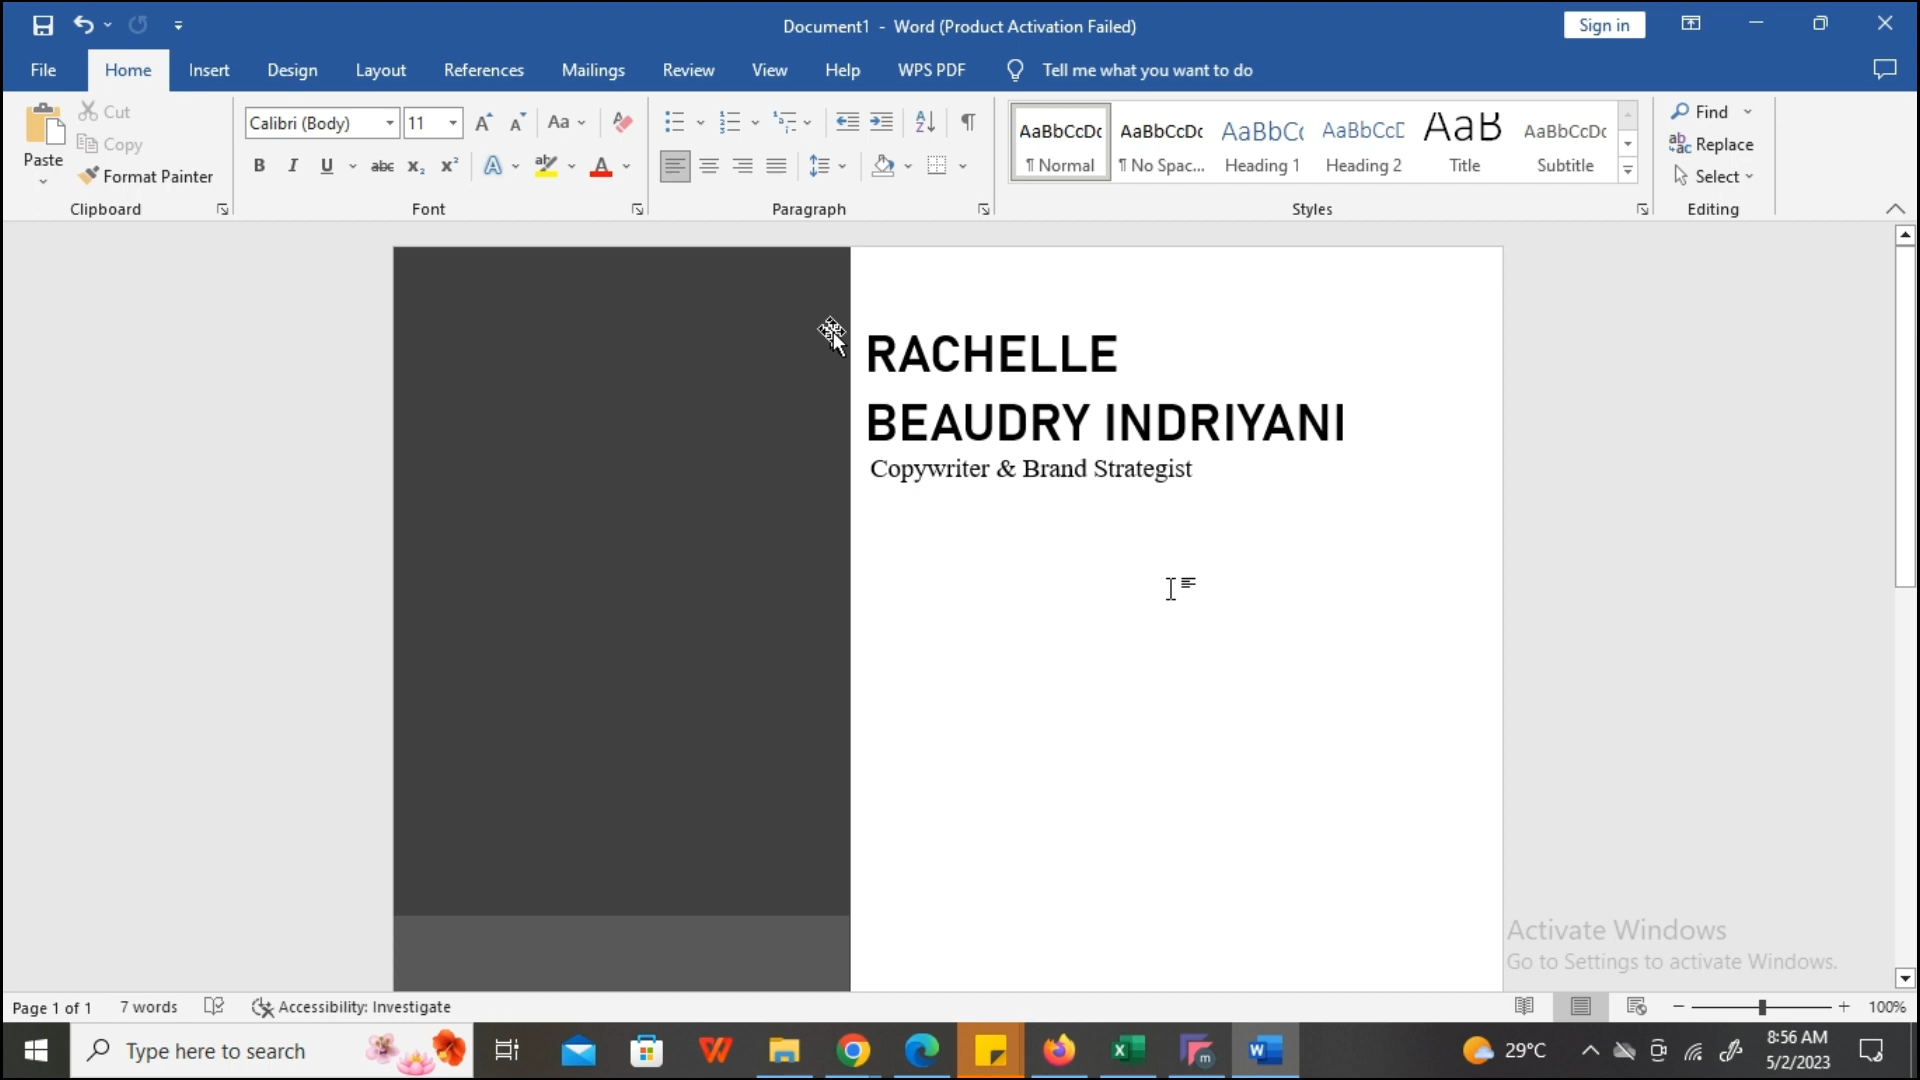 Document1 - Word (Product Activation Failed)
Sign in
File Home Insert Design Layout References Mailings Review View Help WPS PDF Tell me what you want to do
Paste
Cut
Copy
Format Painter
Clipboard
Calibri (Body) 11
Font
Paragraph
AaBbCcDc AaBbCcDc AaBbCc AaBbCcD AaB AaBbCcDc
¶ Normal ¶ No Spac... Heading 1 Heading 2 Title Subtitle
Styles
Find
Replace
Select
Editing
RACHELLE
BEAUDRY INDRIYANI
Copywriter & Brand Strategist
Activate Windows
Go to Settings to activate Windows.
Page 1 of 1 7 words Accessibility: Investigate 100%
Type here to search
29°C
8:56 AM
5/2/2023